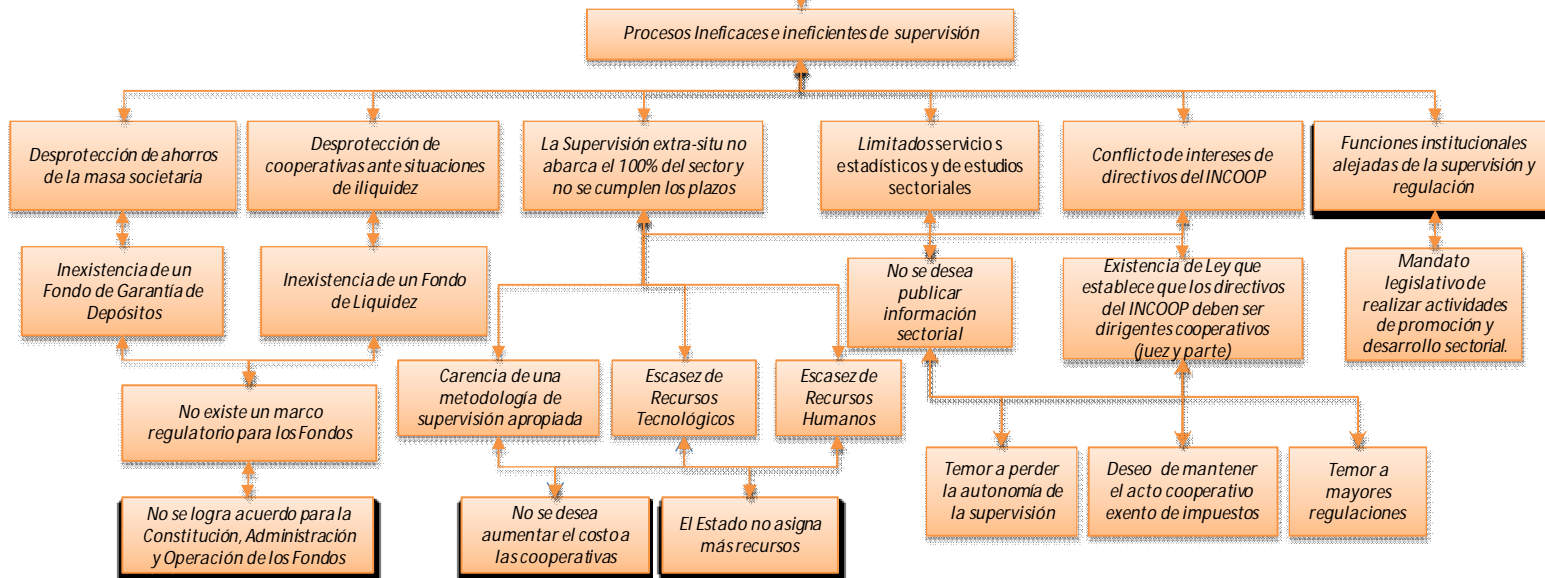 Procesos Ineficaces e ineficientes de supervisión
Desprotección de ahorros
de la masa societaria
Desprotección de
cooperativas ante situaciones
de iliquidez
La Supervisión extra-situ no
abarca el 100% del sector y
no se cumplen los plazos
Limitados servicio s
estadísticos y de estudios
sectoriales
Conflicto de intereses de
directivos del INCOOP
Funciones institucionales
alejadas de la supervisión y
regulación
Inexistencia de un
Fondo de Garantía de
Depósitos
Inexistencia de un Fondo
de Liquidez
No se desea
publicar
información
sectorial
Existencia de Ley que
establece que los directivos
del INCOOP deben ser
dirigentes cooperativos
(juez y parte)
Mandato
legislativo de
realizar actividades
de promoción y
desarrollo sectorial.
No existe un marco
regulatorio para los Fondos
Carencia de una
metodología de
supervisión apropiada
Escasez de
Recursos
Tecnológicos
Escasez de
Recursos
Humanos
No se logra acuerdo para la
Constitución, Administración
y Operación de los Fondos
No se desea
aumentar el costo a
las cooperativas
El Estado no asigna
más recursos
Temor a perder
la autonomía de
la supervisión
Deseo de mantener
el acto cooperativo
exento de impuestos
Temor a
mayores
regulaciones